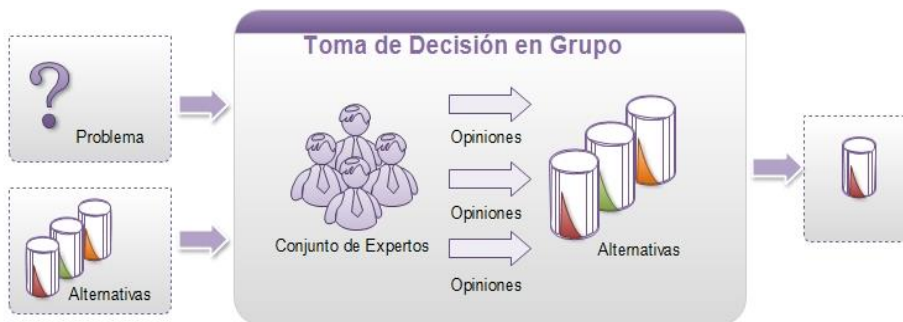 Toma de Decisión en Grupo
Problema
Alternativas
Conjunto de Expertos
Opiniones
Opiniones
Opiniones
Alternativas